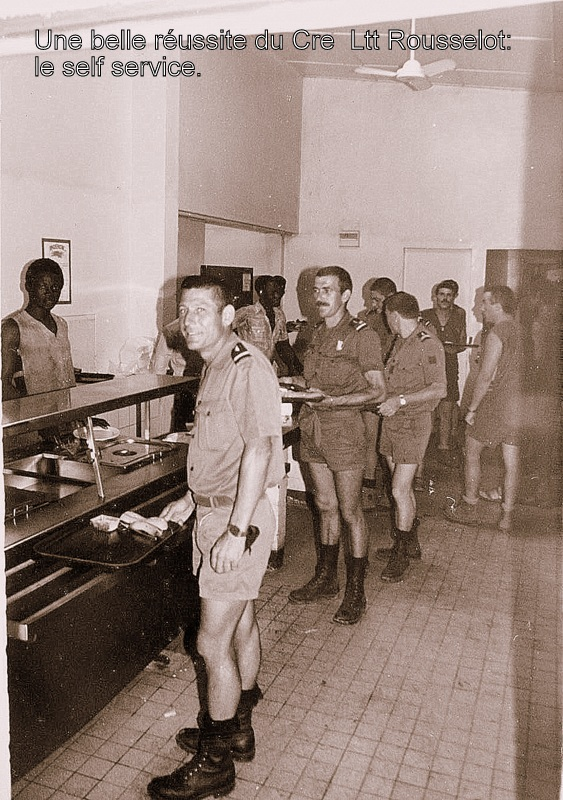 Une belle réussite du Cre Ltt Rousselot:
le self service.